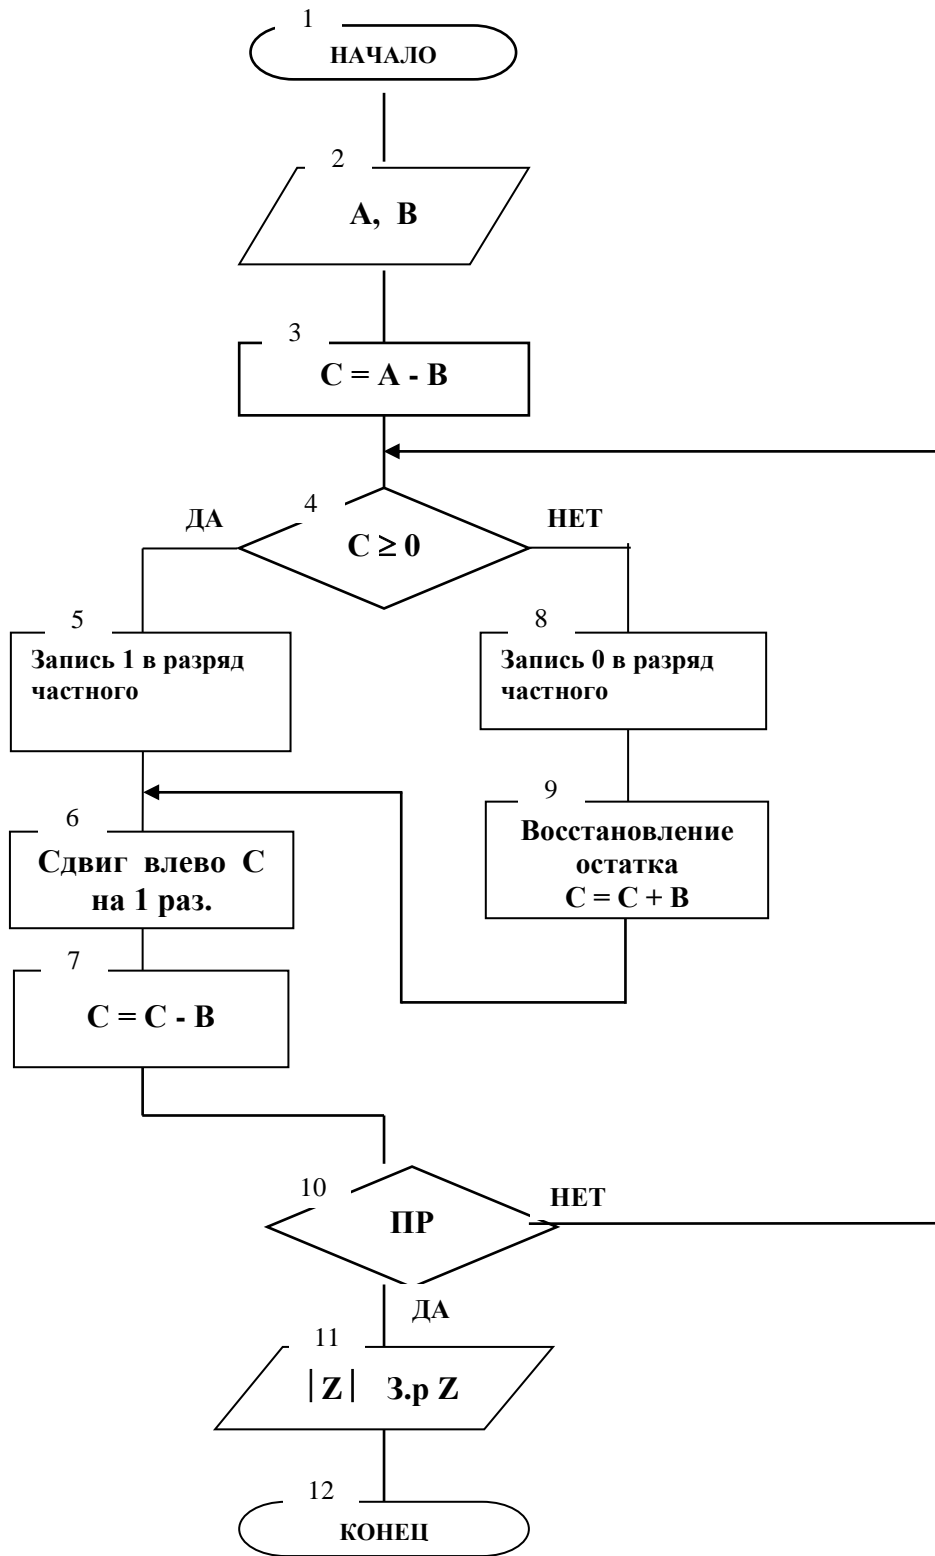 1
НАЧАЛО
2
А, В
3
С = А - В
4
ДА
НЕТ
С ≥ 0
5
Запись 1 в разряд
частного
8
Запись 0 в разряд
частного
6
Сдвиг влево С
на 1 раз.
9
Восстановление
остатка
С = С + В
7
С = С - В
10
НЕТ
ПР
ДА
11
|Z| З.р Z
12
КОНЕЦ